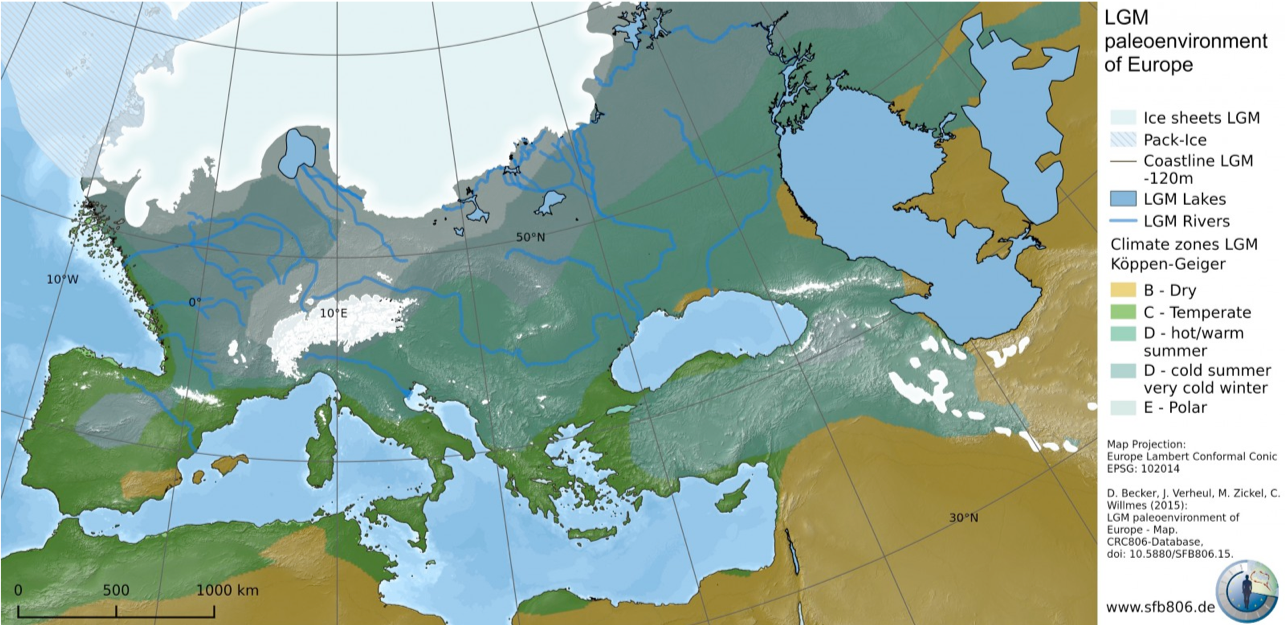 LGM
paleoenvironment
of Europe
Ice sheets LGM
Pack-Ice
Coastline LGM
-120m
LGM Lakes
LGM Rivers
Climate zones LGM
Köppen-Geiger
B - Dry
C - Temperate
D - hot/warm
summer
D - cold summer
very cold winter
E - Polar
Map Projection:
Europe Lambert Conformal Conic
EPSG: 102014
D. Becker, J. Verheul, M. Zickel, C.
Willmes (2015):
LGM paleoenvironment of
Europe - Map.
CRC806-Database,
doi: 10.5880/SFB806.15.
www.sfb806.de
50°N
10°W
0°
10°E
30°N
0 500 1000 km